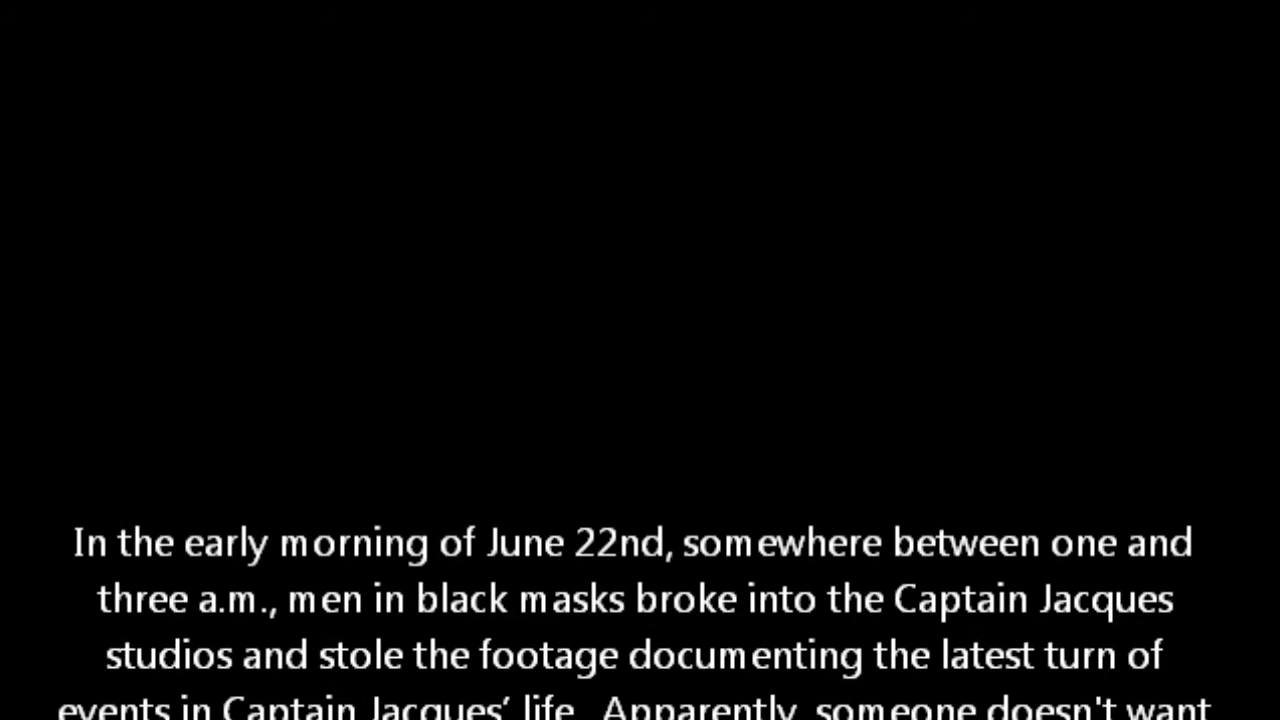 In the early morning of June 22nd, somewhere between one and
three a.m., men in black masks broke into the Captain Jacques
studios and stole the footage documenting the latest turn of
events in Captain Jacques’ life. Apparently, someone doesn't want